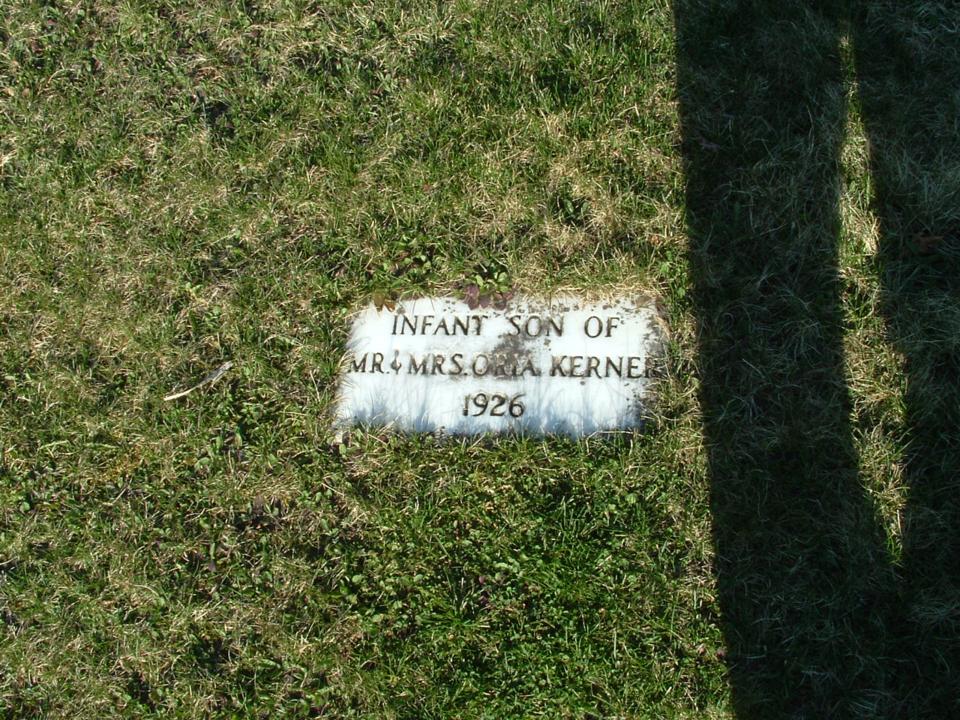 INFANT SON OF
MR. & MRS. ORIA KERNER
1926